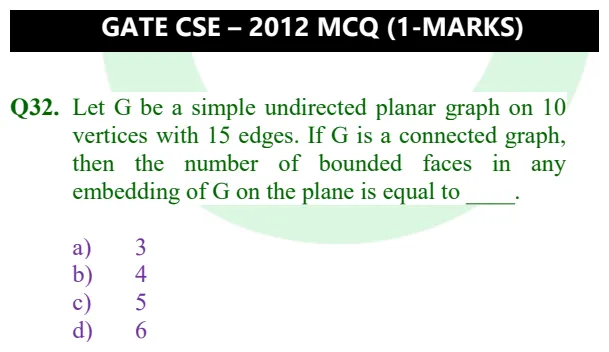 GATE CSE – 2012 MCQ (1-MARKS)
Q32. Let G be a simple undirected planar graph on 10
vertices with 15 edges. If G is a connected graph,
then the number of bounded faces in any
embedding of G on the plane is equal to ____.
a) 3
b) 4
c) 5
d) 6